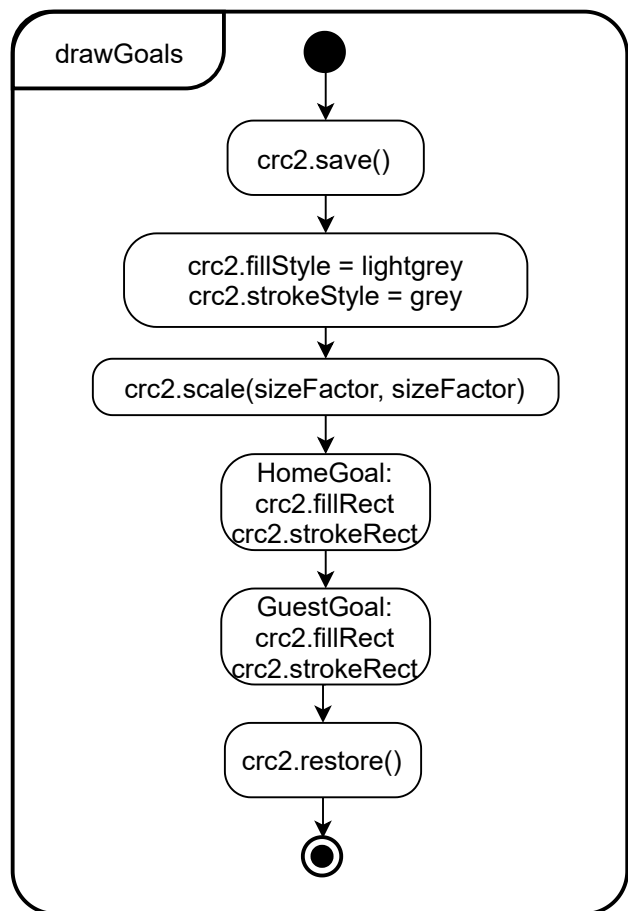 drawGoals
crc2.save()
crc2.fillStyle = lightgrey
crc2.strokeStyle = grey
crc2.scale(sizeFactor, sizeFactor)
HomeGoal:
crc2.fillRect
crc2.strokeRect
GuestGoal:
crc2.fillRect
crc2.strokeRect
crc2.restore()